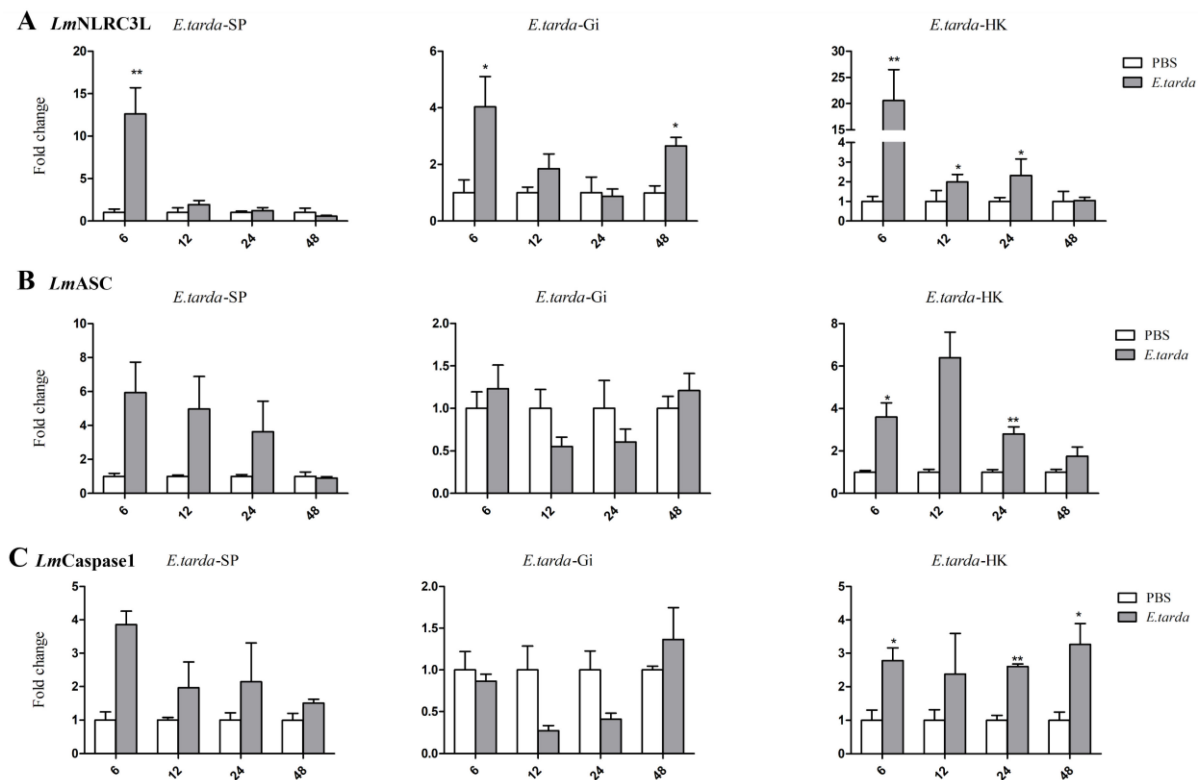 A LmNLRC3L E.tarda-SP E.tarda-Gi E.tarda-HK
Fold change
20
15
10
5
0
** 
6 12 24 48
6
4
2
0
* *
6 12 24 48
30
25
20
15
4
3
2
1
0
** * *
6 12 24 48
PBS
E.tarda
B LmASC
E.tarda-SP E.tarda-Gi E.tarda-HK
Fold change
10
8
6
4
2
0
6 12 24 48
2.0
1.5
1.0
0.5
0.0
6 12 24 48
8
6
4
2
0
* **
6 12 24 48
PBS
E.tarda
C LmCaspase1 E.tarda-SP E.tarda-Gi E.tarda-HK
Fold change
5
4
3
2
1
0
6 12 24 48
2.0
1.5
1.0
0.5
0.0
6 12 24 48
5
4
3
2
1
0
* ** *
6 12 24 48
PBS
E.tarda